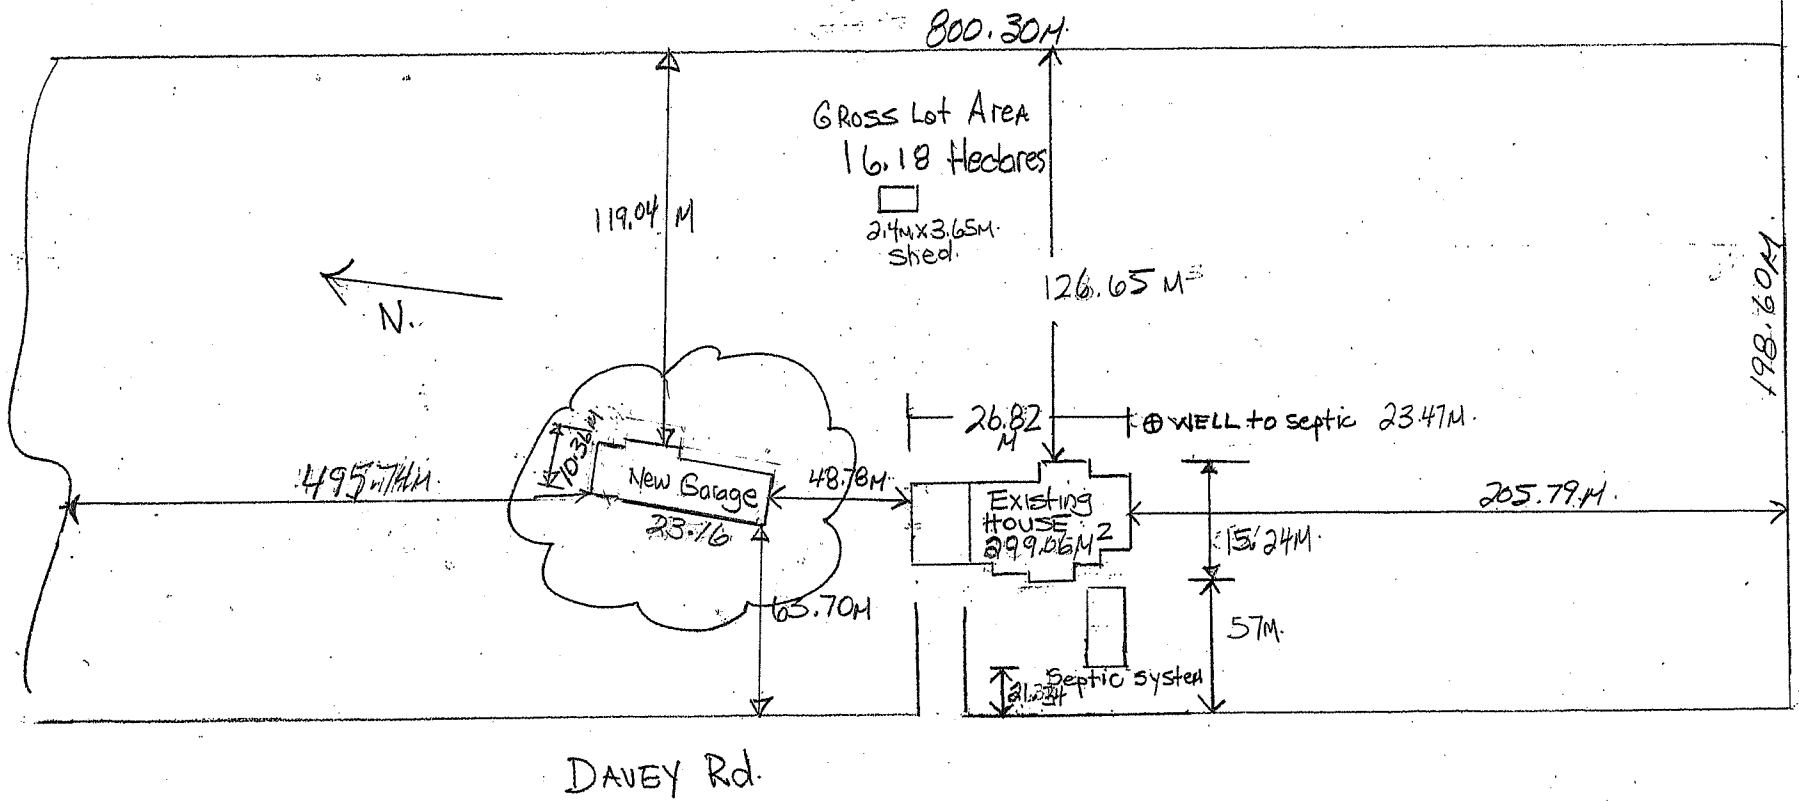 800.30M.
GROSS Lot AreA
16.18 Hectares
119.04 M
2.4M x 3.65M.
Shed.
126.65 M
198.60M.
N.
26.82
M
⊕ WELL to septic 23.47M.
10.36M
495.74M.
New Garage
48.78M
23.16
Existing
HOUSE
299.06M²
205.79M.
15.24M.
63.70M
57M.
Septic system
DAVEY Rd.